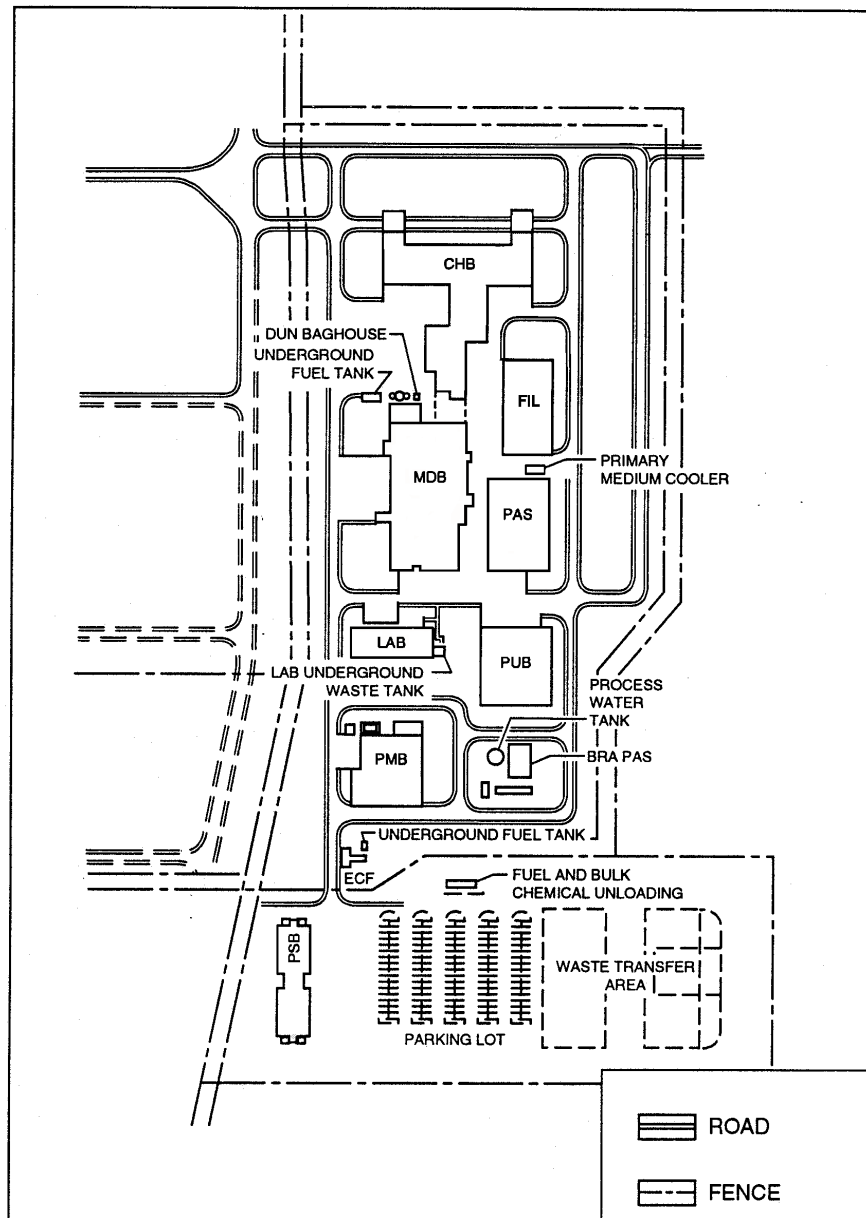 CHB
DUN BAGHOUSE
UNDERGROUND
FUEL TANK
FIL
MDB
PRIMARY
MEDIUM COOLER
PAS
LAB
PUB
LAB UNDERGROUND
WASTE TANK
PROCESS
WATER
TANK
PMB
BRA PAS
UNDERGROUND FUEL TANK
ECF
FUEL AND BULK
CHEMICAL UNLOADING
PSB
WASTE TRANSFER
AREA
PARKING LOT
ROAD
FENCE